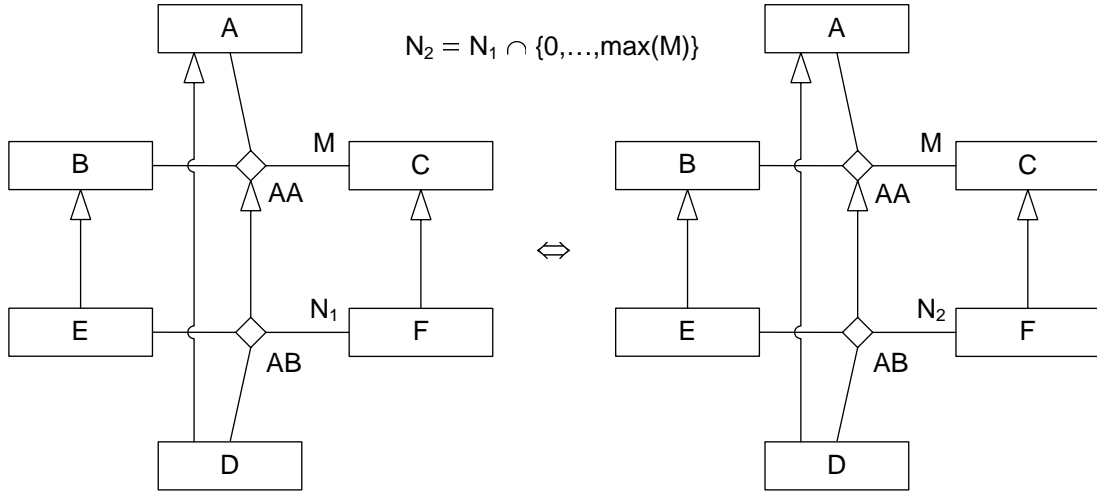 A
N₂ = N₁ ∩ {0,…,max(M)}
A
B
M
C
B
M
C
AA
AA
⇔
E
N₁
F
E
N₂
F
AB
AB
D
D